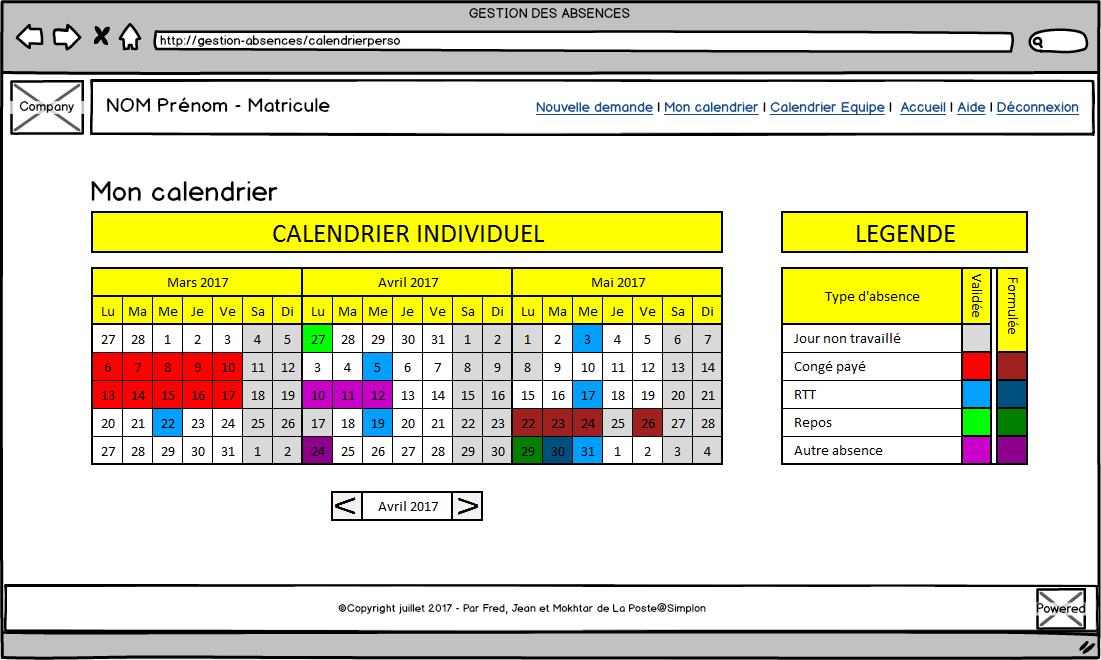 GESTION DES ABSENCES
http://gestion-absences/calendrierperso
Company
NOM Prénom - Matricule
Nouvelle demande | Mon calendrier | Calendrier Equipe | Accueil | Aide | Déconnexion
Mon calendrier
CALENDRIER INDIVIDUEL
Mars 2017 Avril 2017 Mai 2017
Lu Ma Me Je Ve Sa Di Lu Ma Me Je Ve Sa Di Lu Ma Me Je Ve Sa Di
27 28 1 2 3 4 5 27 28 29 30 31 1 2 1 2 3 4 5 6 7
6 7 8 9 10 11 12 3 4 5 6 7 8 9 8 9 10 11 12 13 14
13 14 15 16 17 18 19 10 11 12 13 14 15 16 15 16 17 18 19 20 21
20 21 22 23 24 25 26 17 18 19 20 21 22 23 22 23 24 25 26 27 28
27 28 29 30 31 1 2 24 25 26 27 28 29 30 29 30 31 1 2 3 4
< Avril 2017 >
LEGENDE
Type d'absence Validée Formulée
Jour non travaillé
Congé payé
RTT
Repos
Autre absence
©Copyright juillet 2017 - Par Fred, Jean et Mokhtar de La Poste@Simplon
Powered